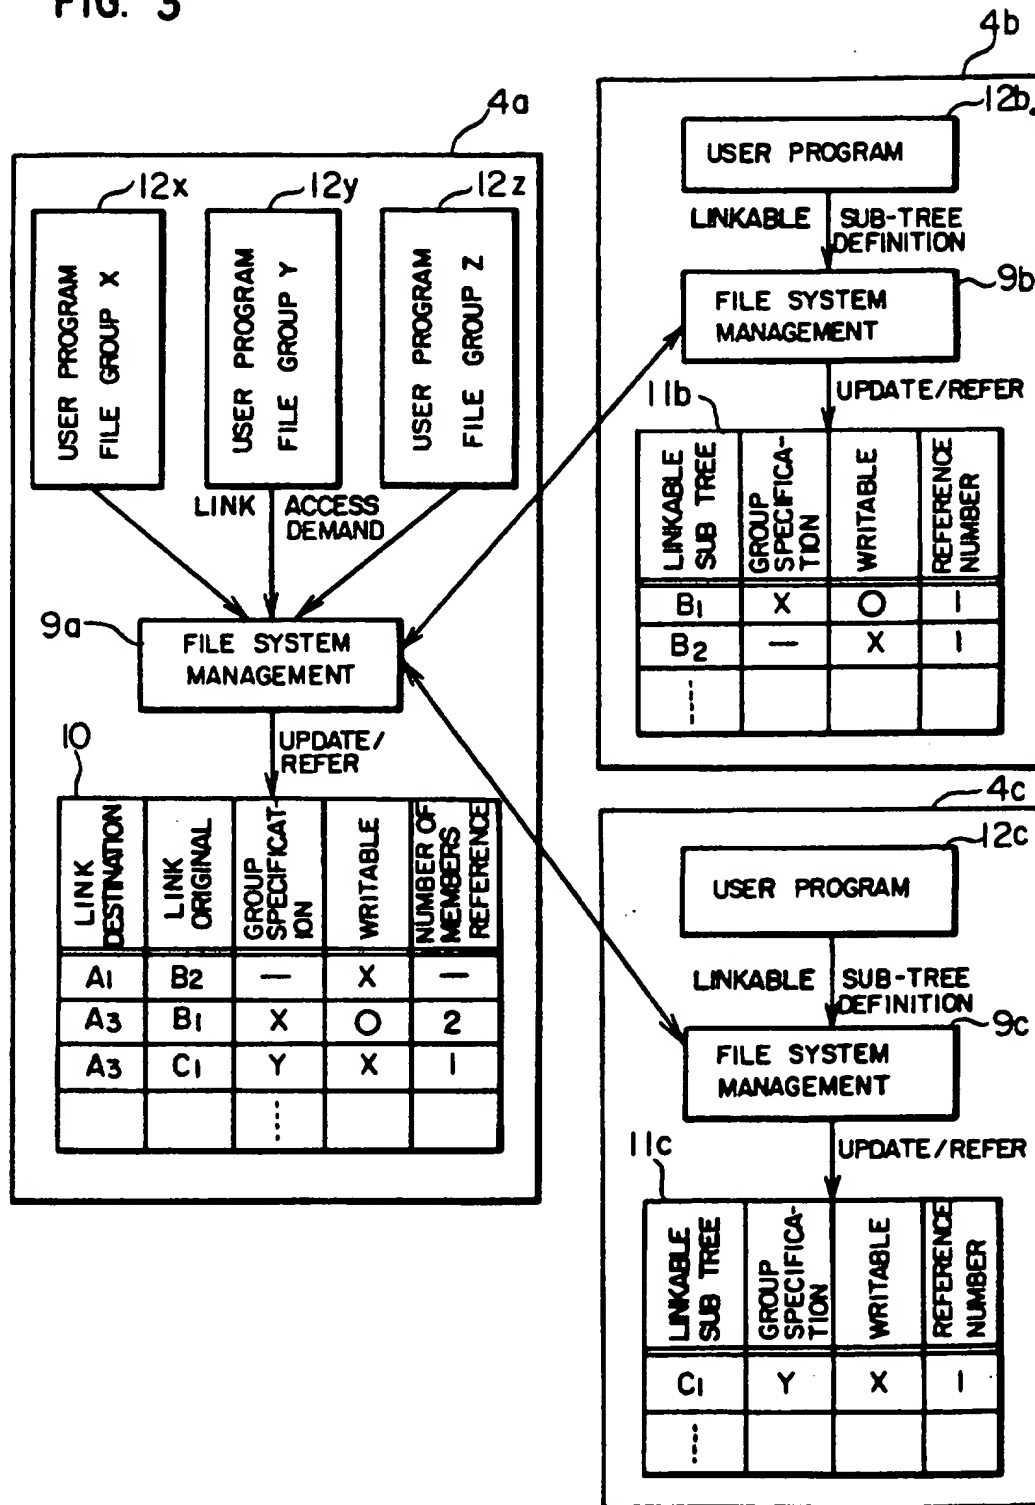 FIG. 3
4a
12x
12y
12z
USER PROGRAM
FILE GROUP X
USER PROGRAM
FILE GROUP Y
USER PROGRAM
FILE GROUP Z
LINK
ACCESS
DEMAND
9a
FILE SYSTEM
MANAGEMENT
10
UPDATE/
REFER
LINK
DESTINATION
LINK
ORIGINAL
GROUP
SPECIFICAT
ION
WRITABLE
NUMBER OF
MEMBERS
REFERENCE
A1 B2 — X —
A3 B1 X O 2
A3 C1 Y X 1
4b
12b
USER PROGRAM
LINKABLE
SUB-TREE
DEFINITION
9b
FILE SYSTEM
MANAGEMENT
11b
UPDATE/REFER
LINKABLE
SUB TREE
GROUP
SPECIFICA-
TION
WRITABLE
REFERENCE
NUMBER
B1 X O 1
B2 — X 1
4c
12c
USER PROGRAM
LINKABLE
SUB-TREE
DEFINITION
9c
FILE SYSTEM
MANAGEMENT
11c
UPDATE/REFER
LINKABLE
SUB TREE
GROUP
SPECIFICA-
TION
WRITABLE
REFERENCE
NUMBER
C1 Y X 1